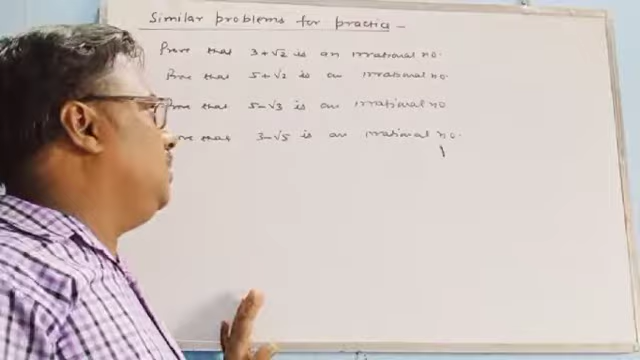 Similar problems for practice -
Prove that 3+√2 is an irrational no.
Prove that 5+√2 is an irrational no.
Prove that 5-√3 is an irrational no
ove that 3-√5 is an irrational no.